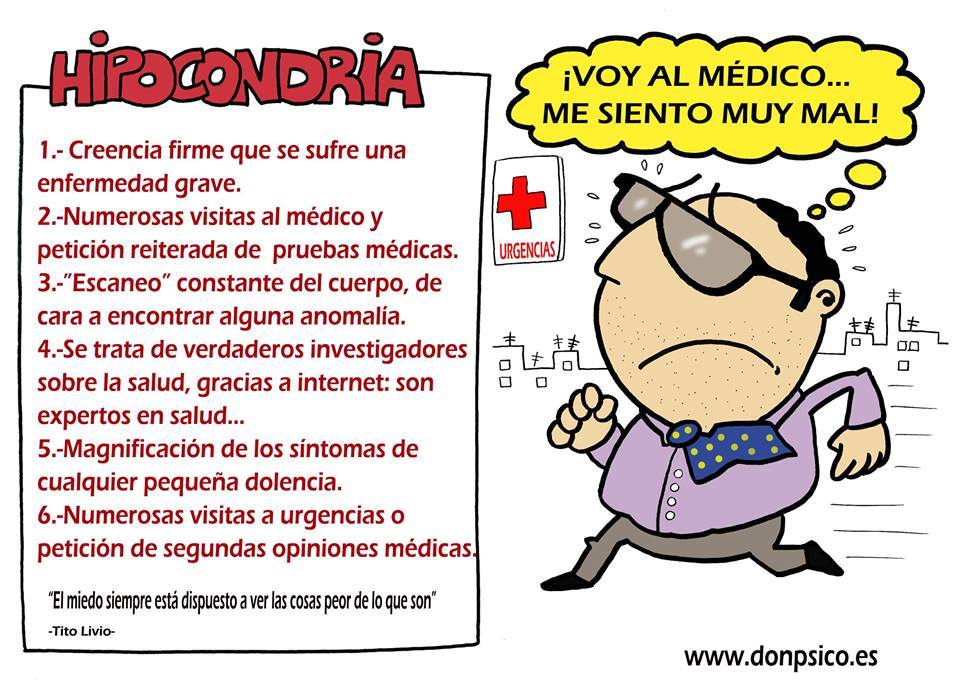 HIPOCONDRIA
1.- Creencia firme que se sufre una
enfermedad grave.
2.-Numerosas visitas al médico y
petición reiterada de pruebas médicas.
3.-"Escaneo" constante del cuerpo, de
cara a encontrar alguna anomalía.
4.-Se trata de verdaderos investigadores
sobre la salud, gracias a internet: son
expertos en salud...
5.-Magnificación de los síntomas de
cualquier pequeña dolencia.
6.-Numerosas visitas a urgencias o
petición de segundas opiniones médicas.
"El miedo siempre está dispuesto a ver las cosas peor de lo que son"
-Tito Livio-
¡VOY AL MÉDICO...
ME SIENTO MUY MAL!
URGENCIAS
www.donpsico.es